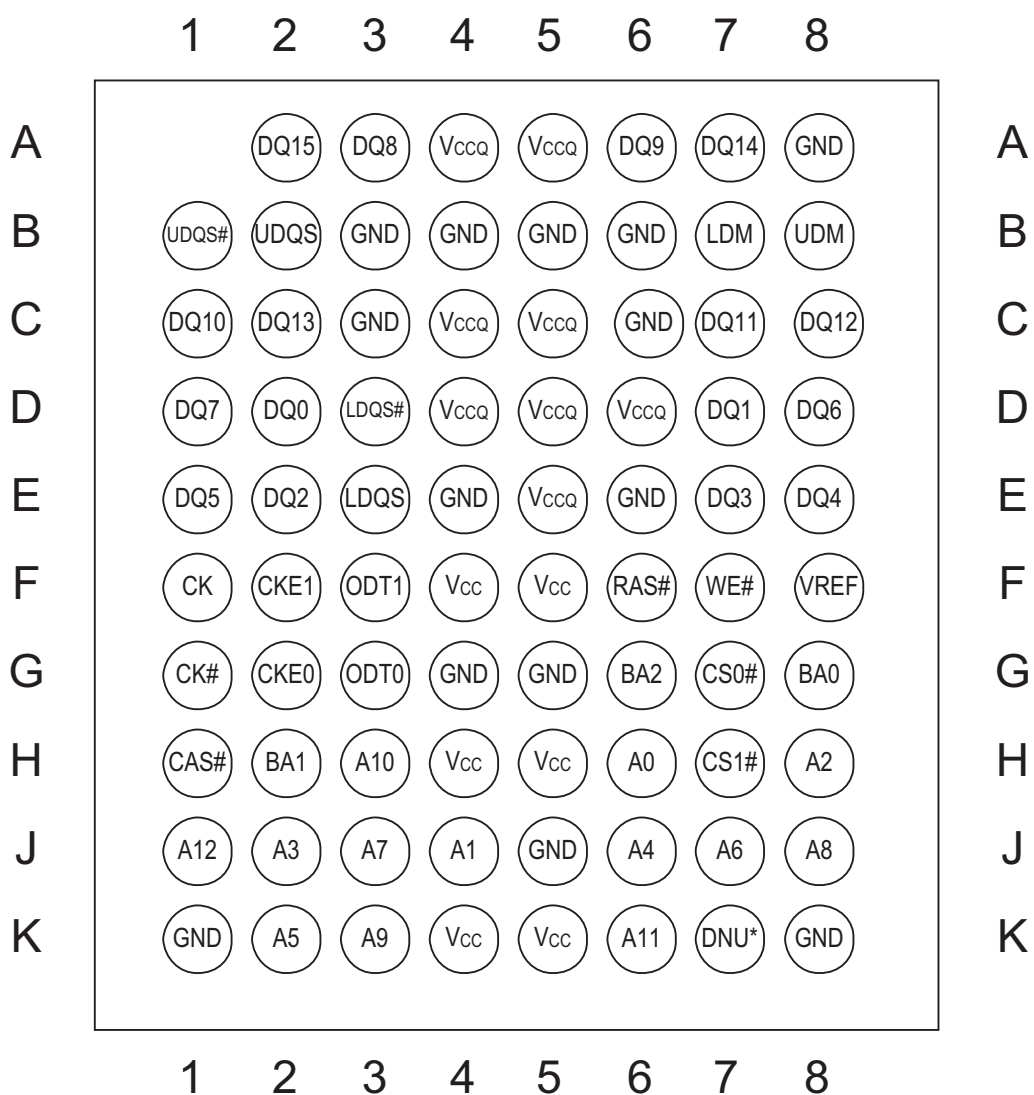 1 2 3 4 5 6 7 8
A DQ15 DQ8 VCCQ VCCQ DQ9 DQ14 GND A
B UDQS# UDQS GND GND GND GND LDM UDM B
C DQ10 DQ13 GND VCCQ VCCQ GND DQ11 DQ12 C
D DQ7 DQ0 LDQS# VCCQ VCCQ VCCQ DQ1 DQ6 D
E DQ5 DQ2 LDQS GND VCCQ GND DQ3 DQ4 E
F CK CKE1 ODT1 VCC VCC RAS# WE# VREF F
G CK# CKE0 ODT0 GND GND BA2 CS0# BA0 G
H CAS# BA1 A10 VCC VCC A0 CS1# A2 H
J A12 A3 A7 A1 GND A4 A6 A8 J
K GND A5 A9 VCC VCC A11 DNU* GND K
1 2 3 4 5 6 7 8